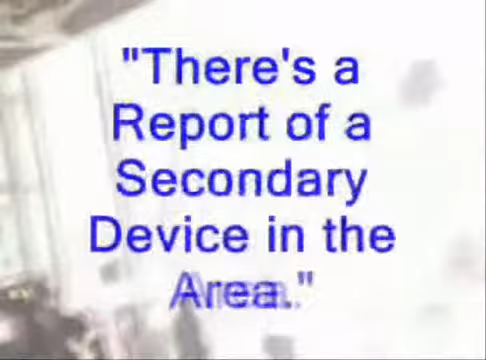 "There's a
Report of a
Secondary
Device in the
Area."